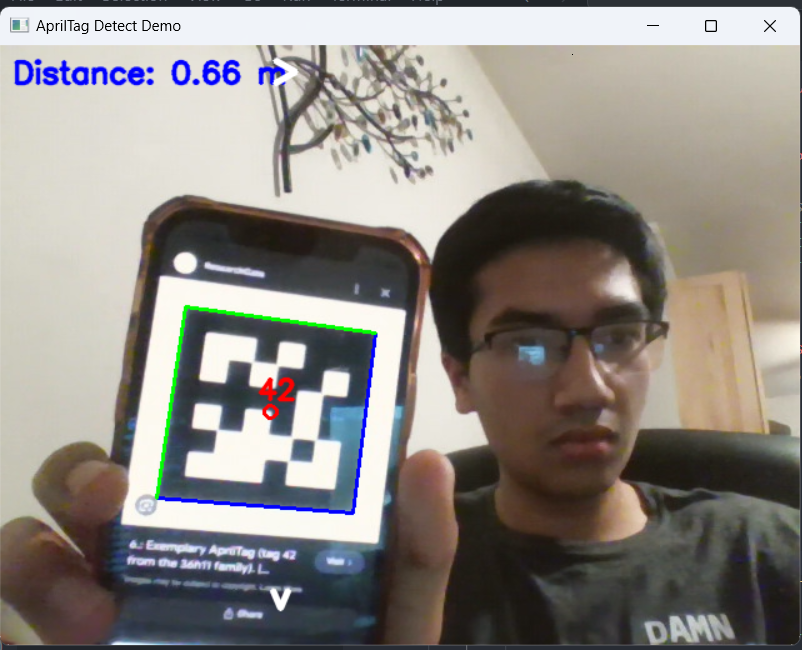 AprilTag Detect Demo
Distance: 0.66 m
>
ResearchGate
42
6.: Exemplary AprilTag (tag 42
from the 36h11 family). |...
Visit >
Images may be subject to copyright. Learn More
Share
v
DAMN